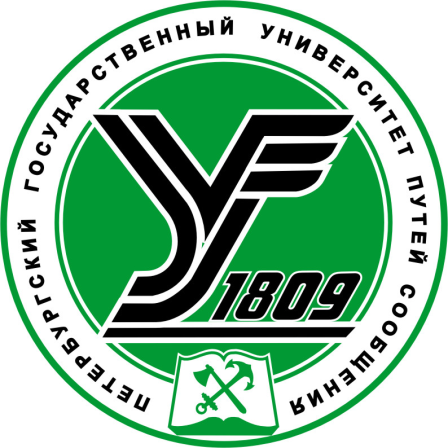 ПЕТЕРБУРГСКИЙ ГОСУДАРСТВЕННЫЙ УНИВЕРСИТЕТ ПУТЕЙ СООБЩЕНИЯ
1809